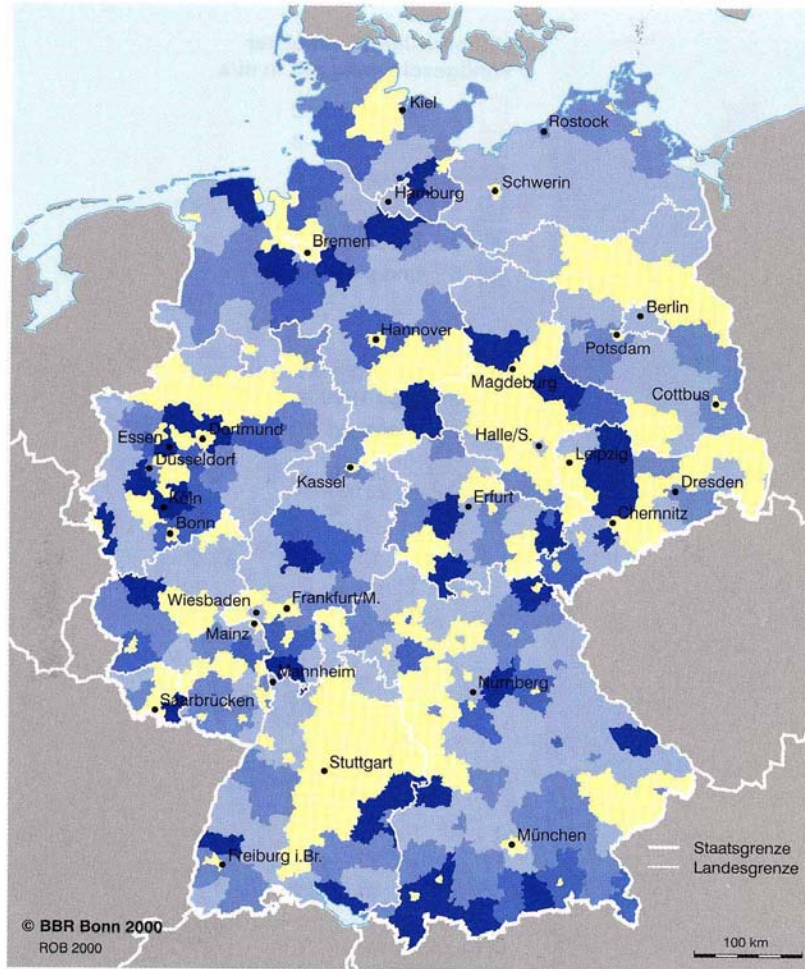 Kiel
Rostock
Hamburg
Schwerin
Bremen
Berlin
Hannover
Potsdam
Magdeburg
Cottbus
Essen
Dortmund
Halle/S.
Düsseldorf
Leipzig
Kassel
Dresden
Köln
Erfurt
Bonn
Chemnitz
Wiesbaden
Frankfurt/M.
Mainz
Mannheim
Nürnberg
Saarbrücken
Stuttgart
München
Staatsgrenze
Freiburg i.Br.
Landesgrenze
© BBR Bonn 2000
ROB 2000
100 km